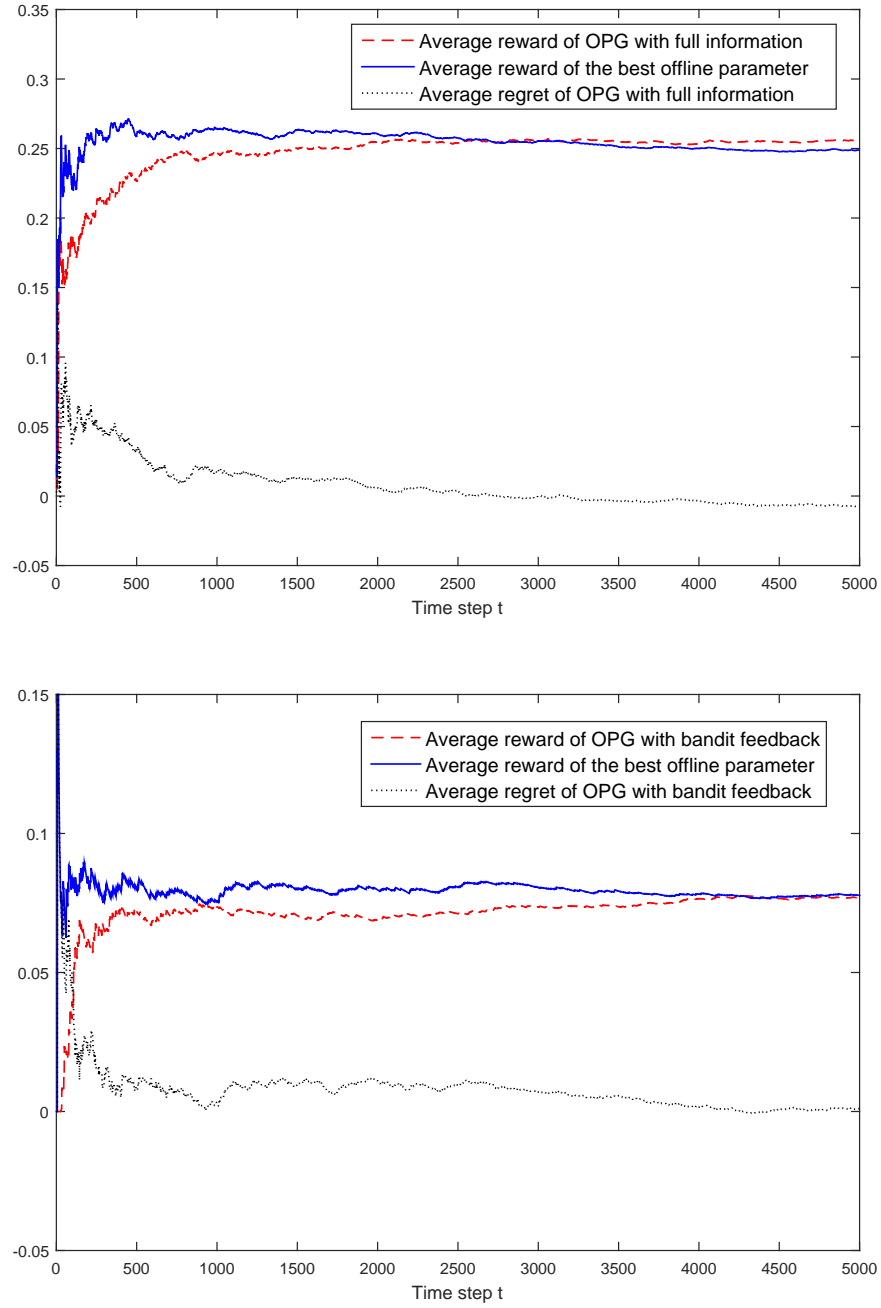 0.35
Average reward of OPG with full information
Average reward of the best offline parameter
Average regret of OPG with full information
0.3
0.25
0.2
0.15
0.1
0.05
0
-0.05
0 500 1000 1500 2000 2500 3000 3500 4000 4500 5000
Time step t
0.15
Average reward of OPG with bandit feedback
Average reward of the best offline parameter
Average regret of OPG with bandit feedback
0.1
0.05
0
-0.05
0 500 1000 1500 2000 2500 3000 3500 4000 4500 5000
Time step t